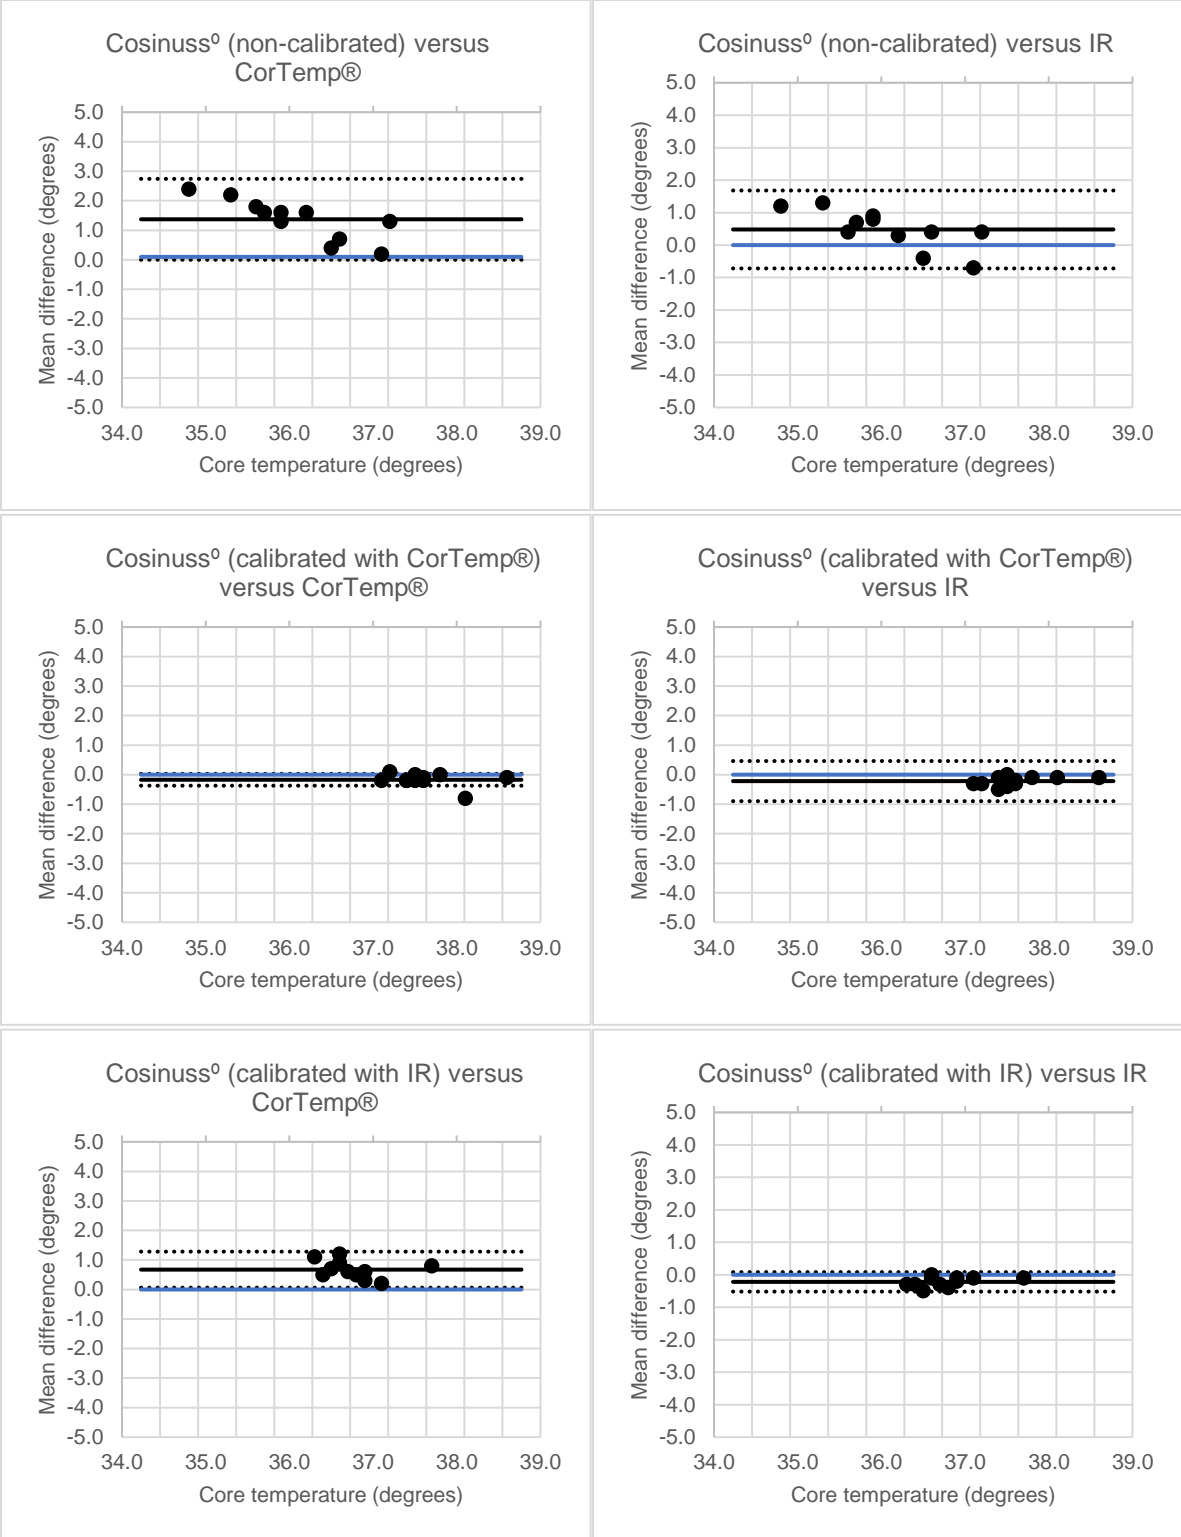 Cosinuss⁰ (non-calibrated) versus
CorTemp®
5.0
4.0
3.0
2.0
1.0
0.0
-1.0
-2.0
-3.0
-4.0
-5.0
34.0 35.0 36.0 37.0 38.0 39.0
Mean difference (degrees)
Core temperature (degrees)
Cosinuss⁰ (non-calibrated) versus IR
5.0
4.0
3.0
2.0
1.0
0.0
-1.0
-2.0
-3.0
-4.0
-5.0
34.0 35.0 36.0 37.0 38.0 39.0
Mean difference (degrees)
Core temperature (degrees)
Cosinuss⁰ (calibrated with CorTemp®)
versus CorTemp®
5.0
4.0
3.0
2.0
1.0
0.0
-1.0
-2.0
-3.0
-4.0
-5.0
34.0 35.0 36.0 37.0 38.0 39.0
Mean difference (degrees)
Core temperature (degrees)
Cosinuss⁰ (calibrated with CorTemp®)
versus IR
5.0
4.0
3.0
2.0
1.0
0.0
-1.0
-2.0
-3.0
-4.0
-5.0
34.0 35.0 36.0 37.0 38.0 39.0
Mean difference (degrees)
Core temperature (degrees)
Cosinuss⁰ (calibrated with IR) versus
CorTemp®
5.0
4.0
3.0
2.0
1.0
0.0
-1.0
-2.0
-3.0
-4.0
-5.0
34.0 35.0 36.0 37.0 38.0 39.0
Mean difference (degrees)
Core temperature (degrees)
Cosinuss⁰ (calibrated with IR) versus IR
5.0
4.0
3.0
2.0
1.0
0.0
-1.0
-2.0
-3.0
-4.0
-5.0
34.0 35.0 36.0 37.0 38.0 39.0
Mean difference (degrees)
Core temperature (degrees)